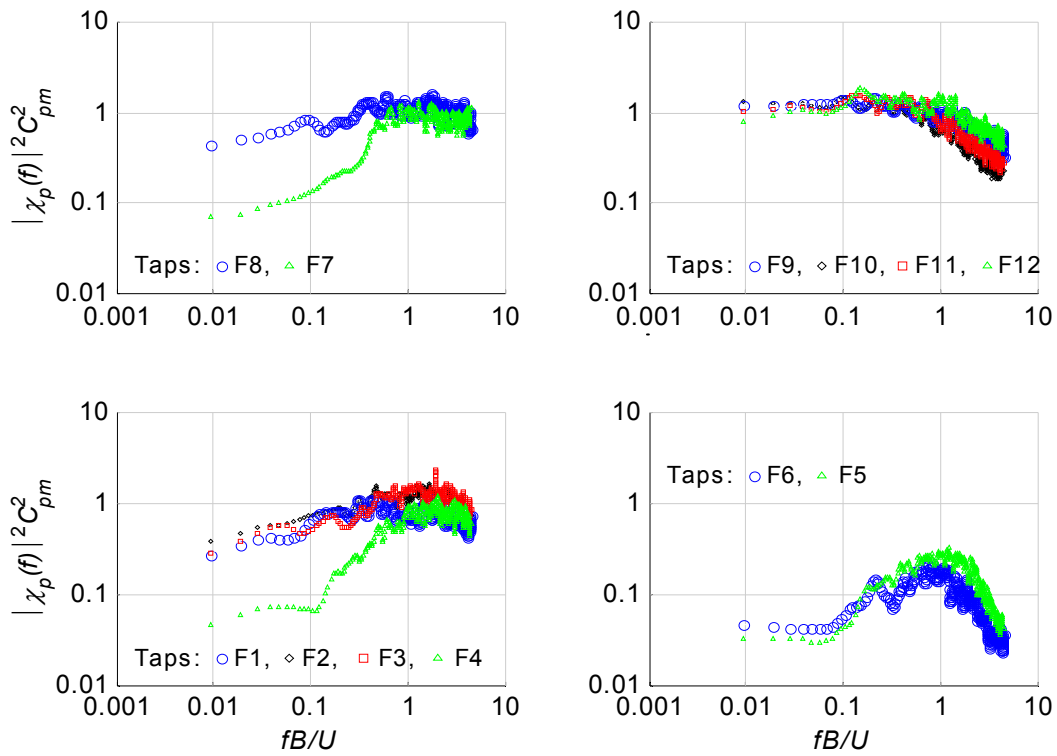 10
1
0.1
0.01
|χp(f)|²C²pm
Taps: F8, F7
0.001 0.01 0.1 1 10
10
1
0.1
0.01
Taps: F9, F10, F11, F12
0.001 0.01 0.1 1 10
10
1
0.1
0.01
|χp(f)|²C²pm
Taps: F1, F2, F3, F4
0.001 0.01 0.1 1 10
fB/U
10
1
0.1
0.01
Taps: F6, F5
0.001 0.01 0.1 1 10
fB/U